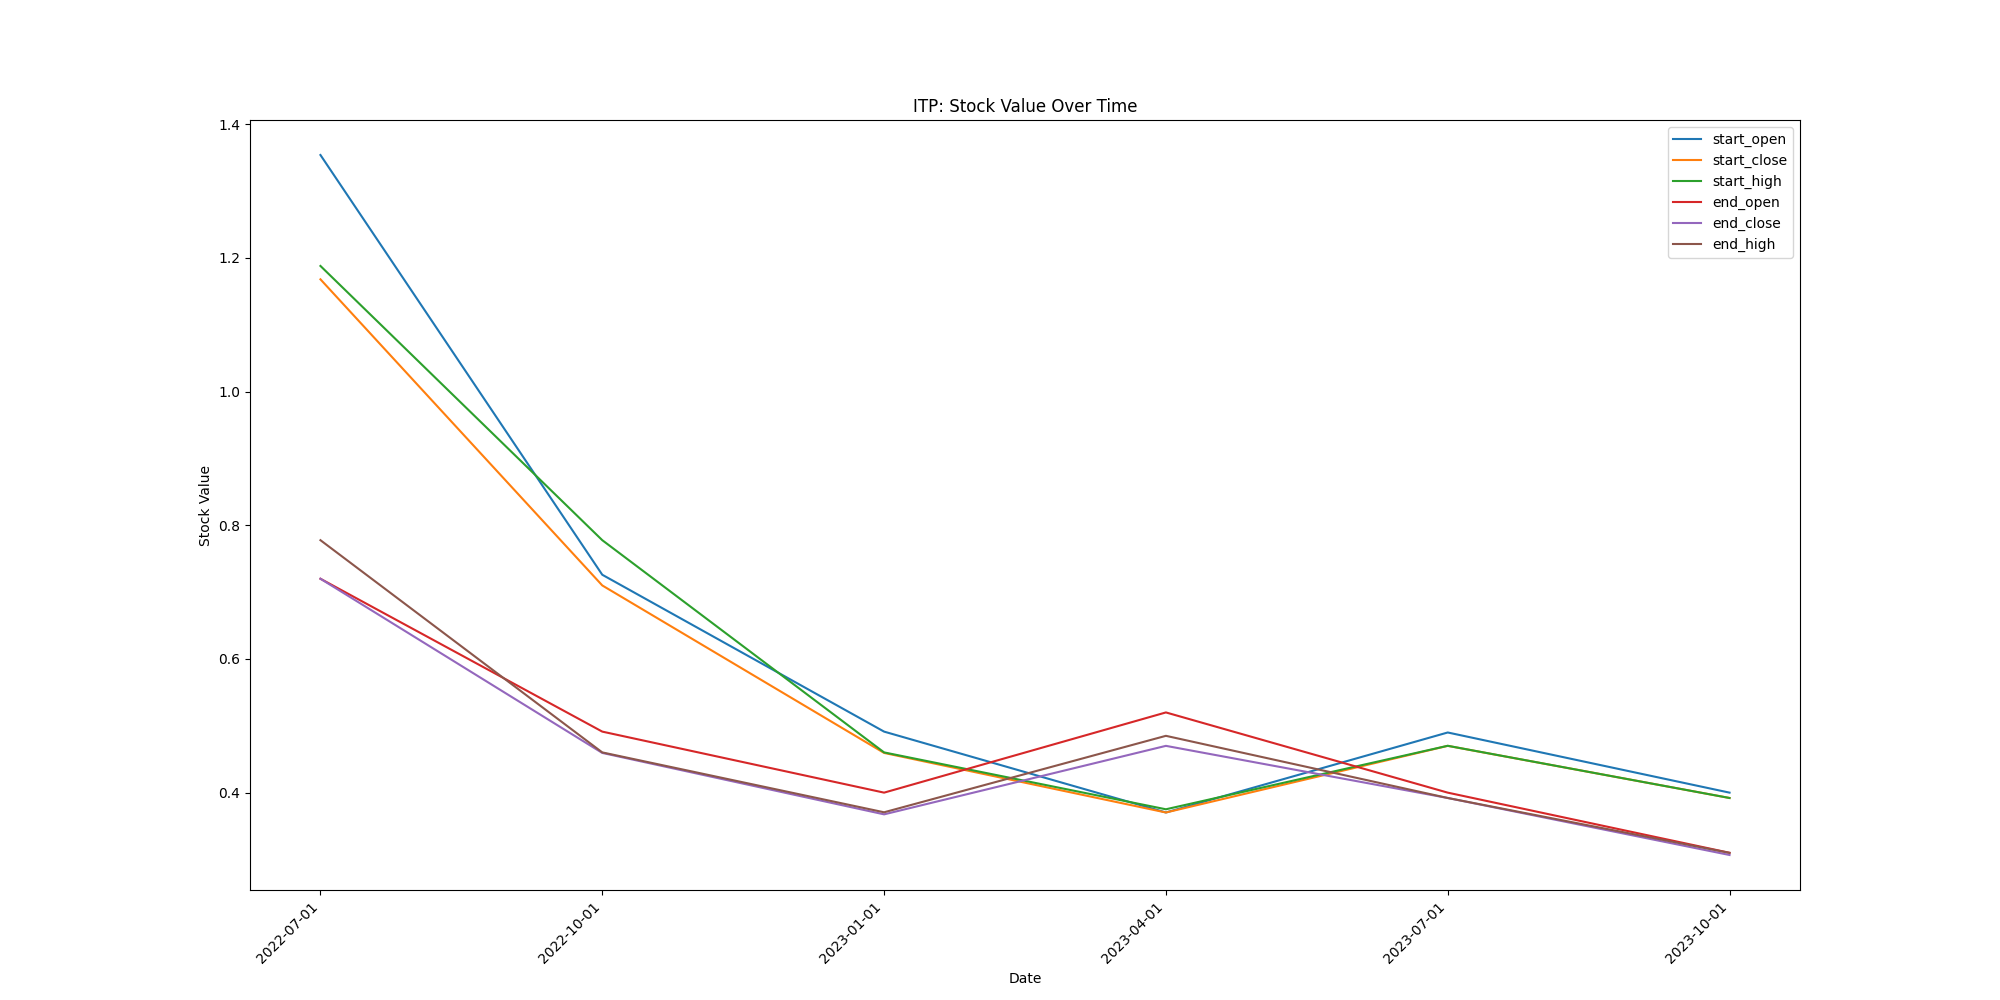 ITP: Stock Value Over Time
1.4
1.2
1.0
0.8
0.6
0.4
Stock Value
start_open
start_close
start_high
end_open
end_close
end_high
2022-07-01
2022-10-01
2023-01-01
2023-04-01
2023-07-01
2023-10-01
Date